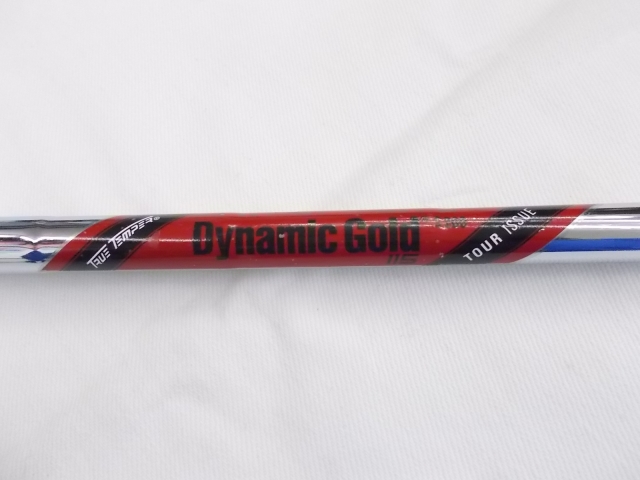 TRUE TEMPER®
Dynamic Gold
TOUR ISSUE